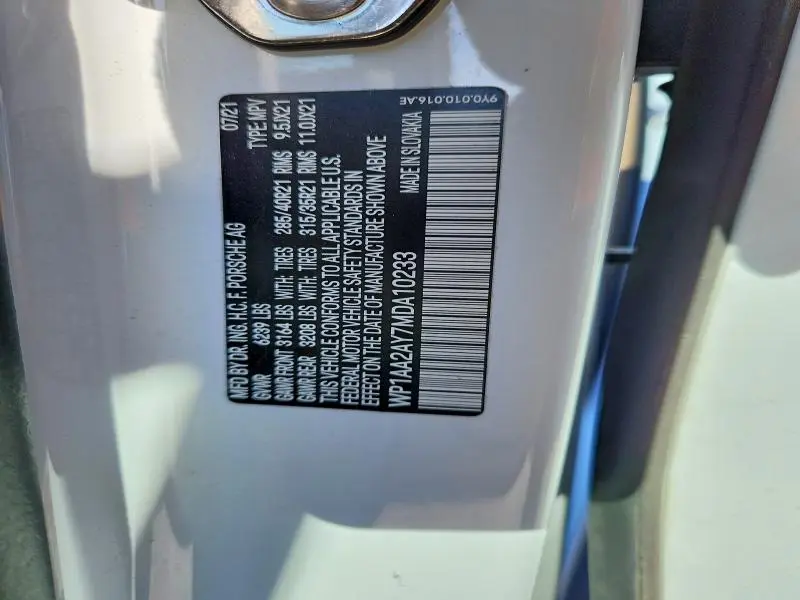 MFD BY DR. ING. H.C. F. PORSCHE AG 07/21
GVWR 6239 LBS TYPE: MPV
GAWR FRONT 3164 LBS WITH: TIRES 285/40R21 RIMS 9.5JX21
GAWR REAR 3208 LBS WITH: TIRES 315/35R21 RIMS 11.0JX21
THIS VEHICLE CONFORMS TO ALL APPLICABLE U.S.
FEDERAL MOTOR VEHICLE SAFETY STANDARDS IN
EFFECT ON THE DATE OF MANUFACTURE SHOWN ABOVE
WP1AA2AY7MDA10233 MADE IN SLOVAKIA
9Y0.010.016.AE